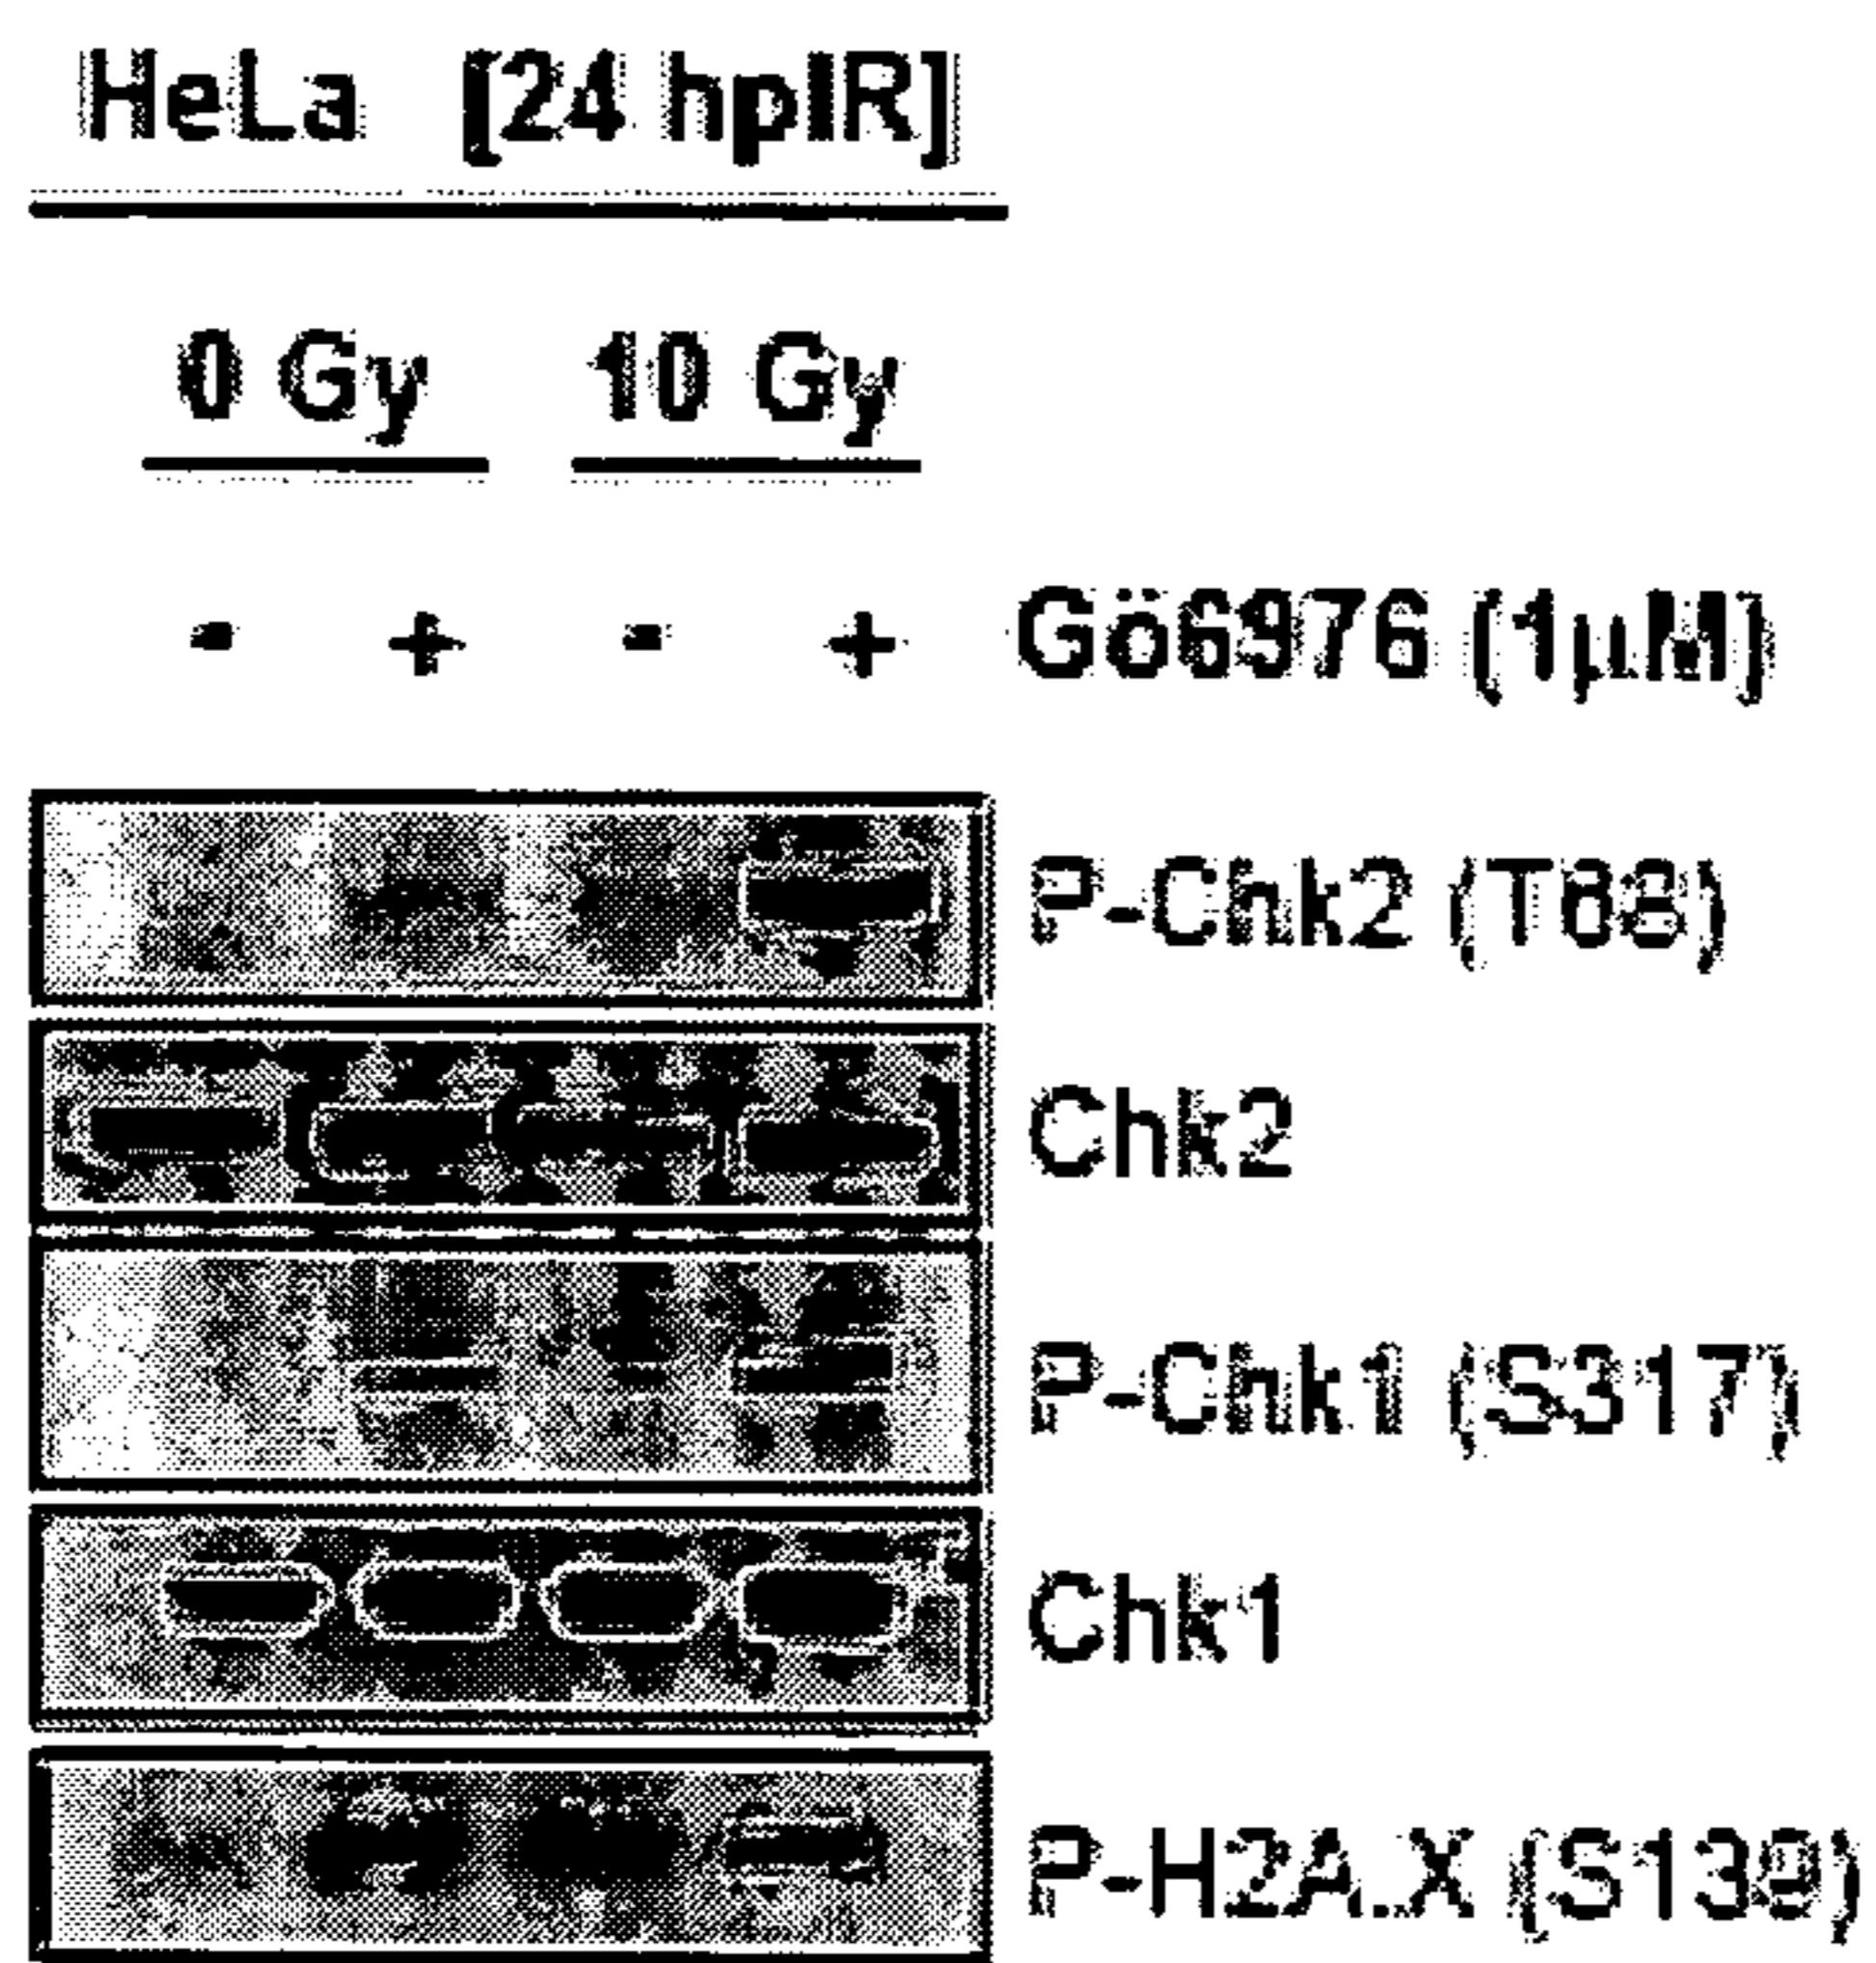 HeLa [24 hpIR]
0 Gy 10 Gy
- + - + Gö6976 (1µM)
P-Chk2 (T68)
Chk2
P-Chk1 (S317)
Chk1
P-H2A.X (S139)